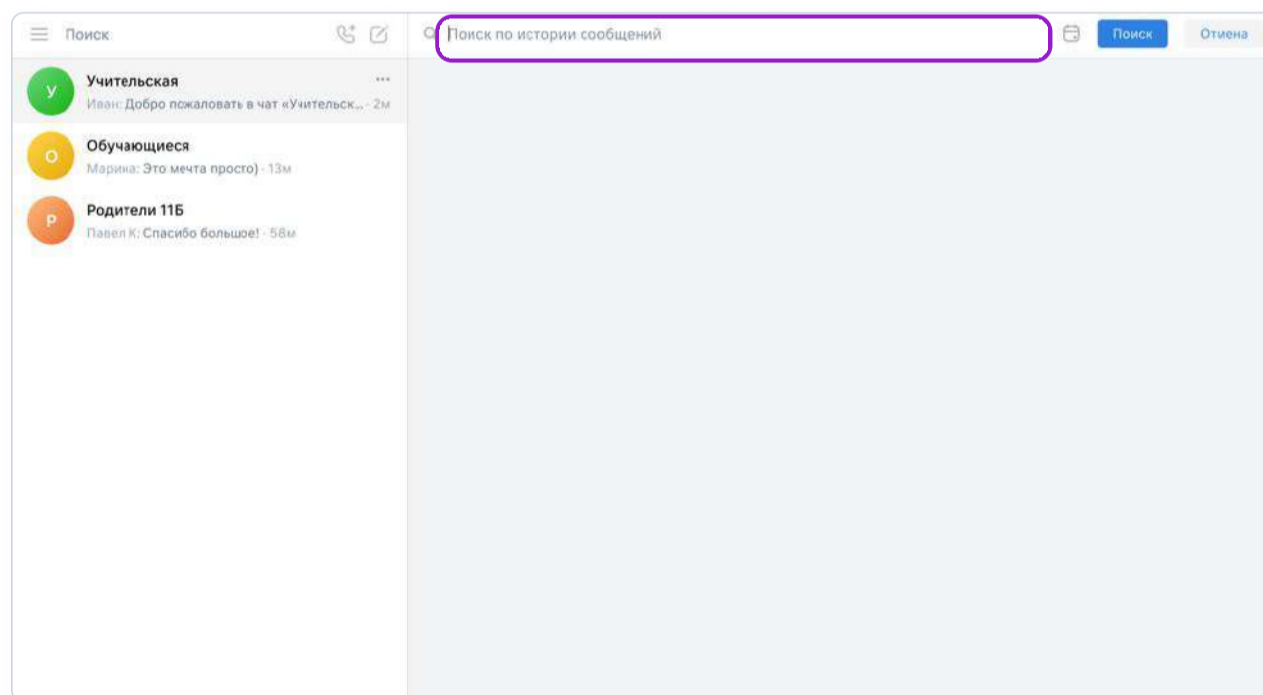 Поиск
Поиск по истории сообщений
Поиск
Отмена
У
Учительская
Иван: Добро пожаловать в чат «Учительск... · 2м
О
Обучающиеся
Марина: Это мечта просто) · 13м
Р
Родители 11Б
Павел К: Спасибо большое! · 58м